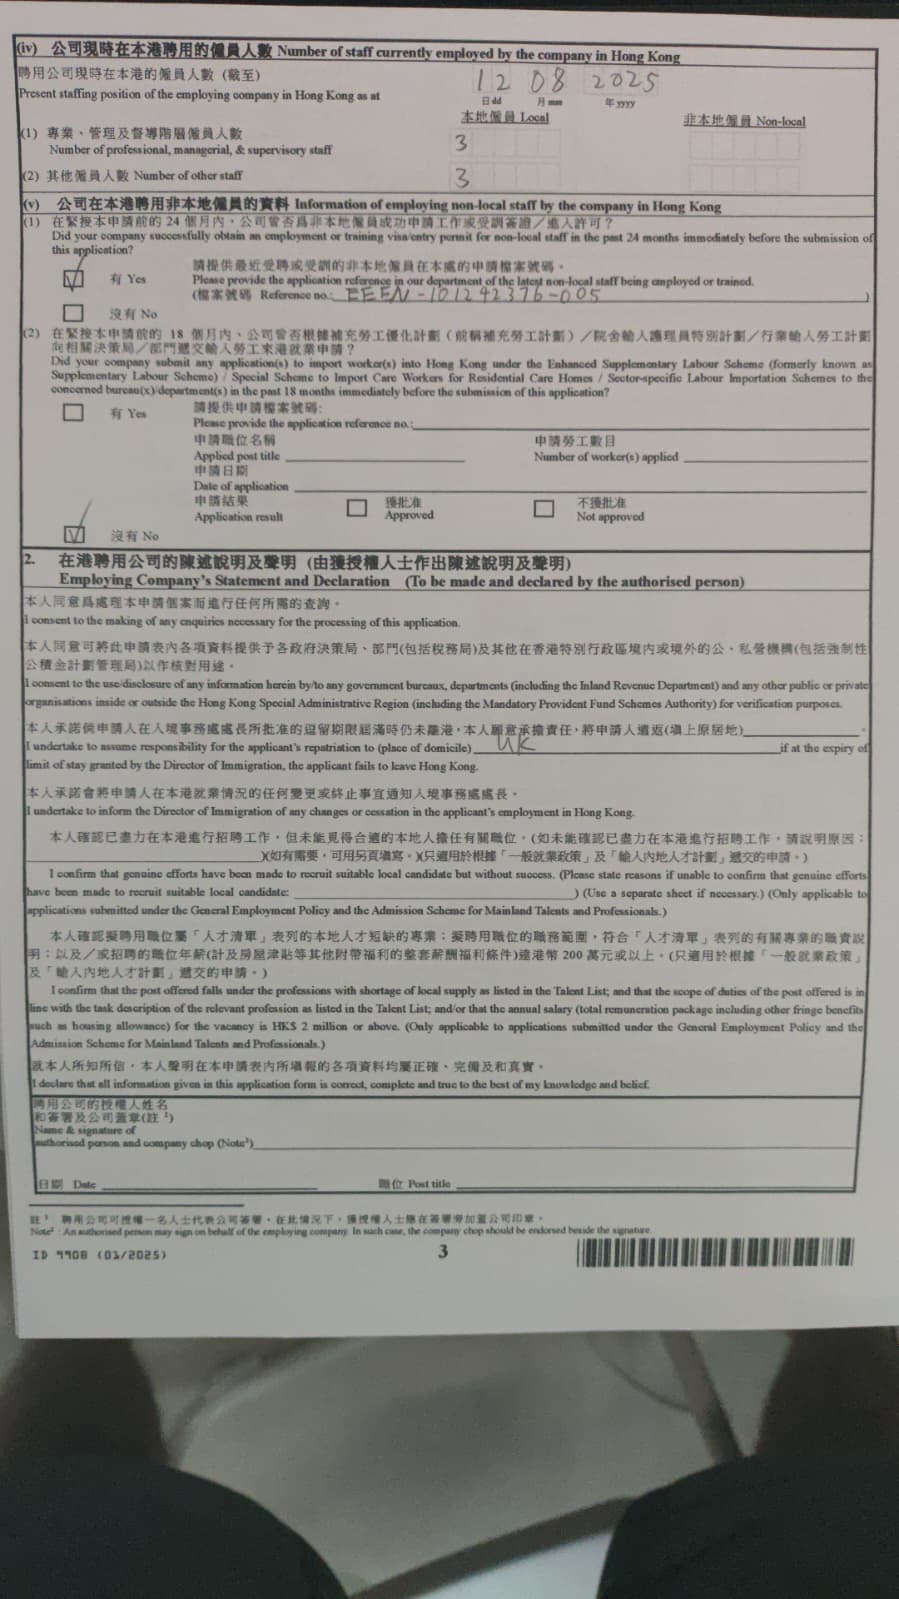 (iv) 公司現時在本港聘用的僱員人數 Number of staff currently employed by the company in Hong Kong
聘用公司現時在本港的僱員人數 (截至)
12 08 2025
Present staffing position of the employing company in Hong Kong as at
日 dd 月 mm 年 yyyy
本地僱員 Local 非本地僱員 Non-local
(1) 專業、管理及督導階層僱員人數
3
Number of professional, managerial, & supervisory staff
(2) 其他僱員人數 Number of other staff
3
(v) 公司在本港聘用非本地僱員的資料 Information of employing non-local staff by the company in Hong Kong
(1) 在緊接本申請前的 24 個月內，公司曾否為非本地僱員成功申請工作或受訓簽證／進入許可？
Did your company successfully obtain an employment or training visa/entry permit for non-local staff in the past 24 months immediately before the submission of
this application?
請提供最近受聘或受訓的非本地僱員在本處的申請檔案號碼。
有 Yes Please provide the application reference in our department of the latest non-local staff being employed or trained.
(檔案號碼 Reference no.: EEEN-101242376-005 )
沒有 No
(2) 在緊接本申請前的 18 個月內，公司曾否根據補充勞工優化計劃（前稱補充勞工計劃）／院舍輸入護理員特別計劃／行業輸入勞工計劃
向相關決策局／部門遞交輸入勞工來港就業申請？
Did your company submit any application(s) to import worker(s) into Hong Kong under the Enhanced Supplementary Labour Scheme (formerly known as
Supplementary Labour Scheme) / Special Scheme to Import Care Workers for Residential Care Homes / Sector-specific Labour Importation Schemes to the
concerned bureau(x)/department(s) in the past 18 months immediately before the submission of this application?
有 Yes 請提供申請檔案號碼:
Please provide the application reference no.:
申請職位名稱 申請勞工數目
Applied post title Number of worker(s) applied
申請日期
Date of application
申請結果 獲批准 不獲批准
Application result Approved Not approved
沒有 No
2. 在港聘用公司的陳述說明及聲明 (由獲授權人士作出陳述說明及聲明)
Employing Company's Statement and Declaration (To be made and declared by the authorised person)
本人同意為處理本申請個案而進行任何所需的查詢。
I consent to the making of any enquiries necessary for the processing of this application.
本人同意可將此申請表內各項資料提供予各政府決策局、部門(包括稅務局)及其他在香港特別行政區境內或境外的公、私營機構(包括強制性
公積金計劃管理局)以作核對用途。
I consent to the use/disclosure of any information herein by/to any government bureaux, departments (including the Inland Revenue Department) and any other public or private
organisations inside or outside the Hong Kong Special Administrative Region (including the Mandatory Provident Fund Schemes Authority) for verification purposes.
本人承諾倘申請人在入境事務處處長所批准的逗留期限屆滿時仍未離港，本人願意承擔責任，將申請人遣返(填上原居地) 。
I undertake to assume responsibility for the applicant's repatriation to (place of domicile) UK if at the expiry of
limit of stay granted by the Director of Immigration, the applicant fails to leave Hong Kong.
本人承諾會將申請人在本港就業情況的任何變更或終止事宜通知入境事務處處長。
I undertake to inform the Director of Immigration of any changes or cessation in the applicant's employment in Hong Kong.
本人確認已盡力在本港進行招聘工作，但未能覓得合適的本地人擔任有關職位。(如未能確認已盡力在本港進行招聘工作，請說明原因：
)(如有需要，可用另頁填寫。)(只適用於根據「一般就業政策」及「輸入內地人才計劃」遞交的申請。)
I confirm that genuine efforts have been made to recruit suitable local candidate but without success. (Please state reasons if unable to confirm that genuine efforts
have been made to recruit suitable local candidate: ) (Use a separate sheet if necessary.) (Only applicable to
applications submitted under the General Employment Policy and the Admission Scheme for Mainland Talents and Professionals.)
本人確認擬聘用職位屬「人才清單」表列的本地人才短缺的專業；擬聘用職位的職務範圍，符合「人才清單」表列的有關專業的職責說
明；以及／或招聘的職位年薪(計及房屋津貼等其他附帶福利的整套薪酬福利條件)達港幣 200 萬元或以上。(只適用於根據「一般就業政策」
及「輸入內地人才計劃」遞交的申請。)
I confirm that the post offered falls under the professions with shortage of local supply as listed in the Talent List; and that the scope of duties of the post offered is in
line with the task description of the relevant profession as listed in the Talent List; and/or that the annual salary (total remuneration package including other fringe benefits
such as housing allowance) for the vacancy is HK$ 2 million or above. (Only applicable to applications submitted under the General Employment Policy and the
Admission Scheme for Mainland Talents and Professionals.)
就本人所知所信，本人聲明在本申請表內所填報的各項資料均屬正確、完備及和真實。
I declare that all information given in this application form is correct, complete and true to the best of my knowledge and belief.
聘用公司的授權人姓名
和簽署及公司蓋章(註 ¹)
Name & signature of
authorised person and company chop (Note¹)
日期 Date 職位 Post title
註 ¹ 聘用公司可授權一名人士代表公司簽署，在此情況下，獲授權人士應在簽署旁加蓋公司印章。
Note¹ An authorised person may sign on behalf of the employing company. In such case, the company chop should be endorsed beside the signature.
ID 990B (01/2025) 3